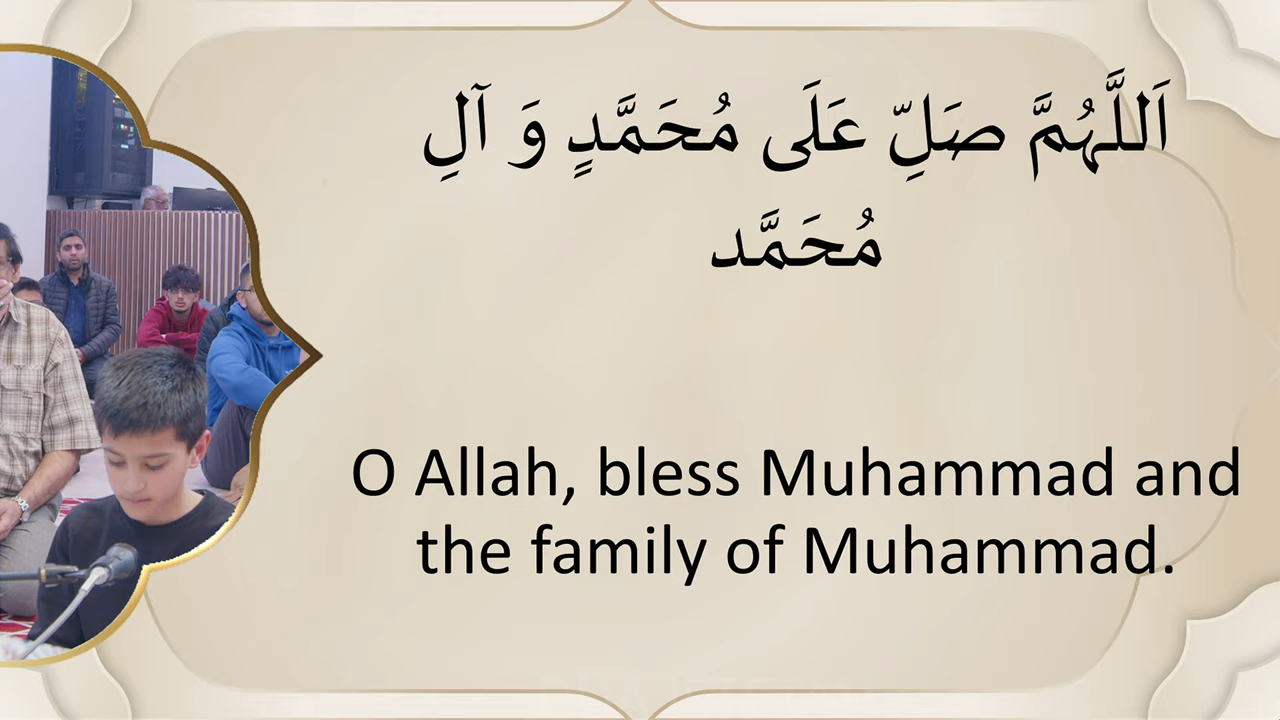 اَللَّهُمَّ صَلِّ عَلَى مُحَمَّدٍ وَ آلِ
مُحَمَّد
O Allah, bless Muhammad and
the family of Muhammad.